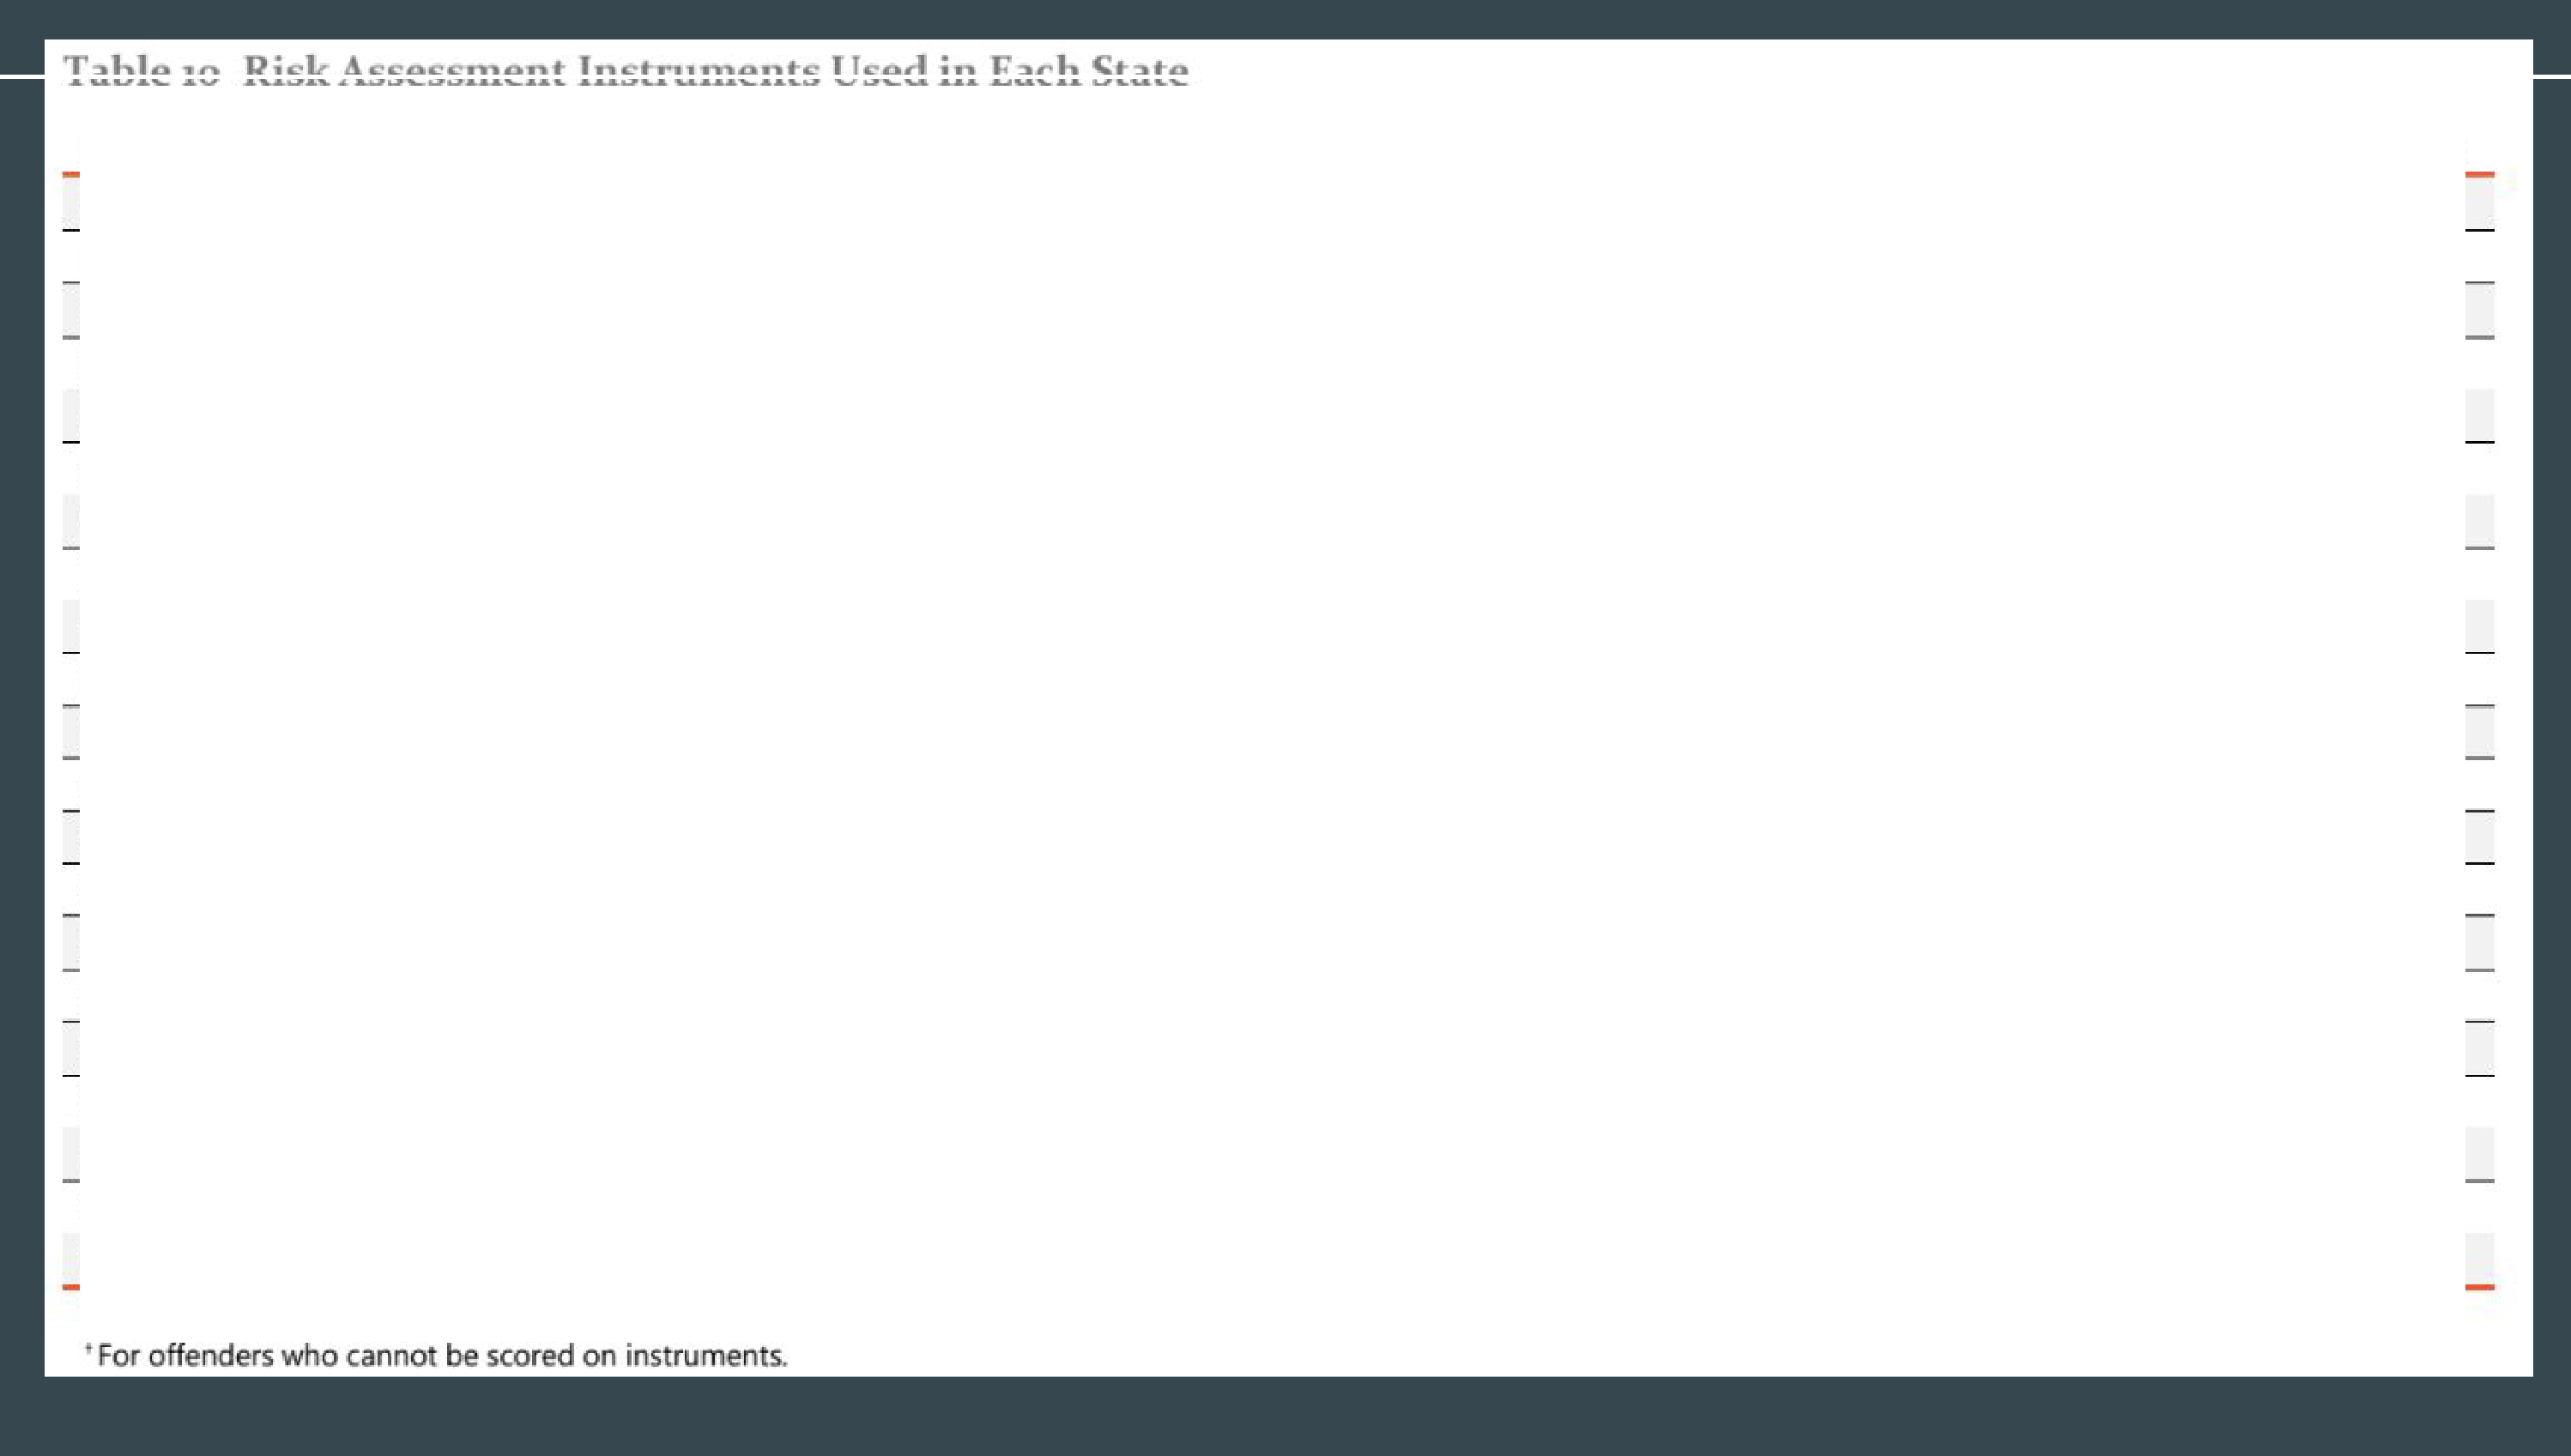 Table 10 Risk Assessment Instruments Used in Each State
† For offenders who cannot be scored on instruments.